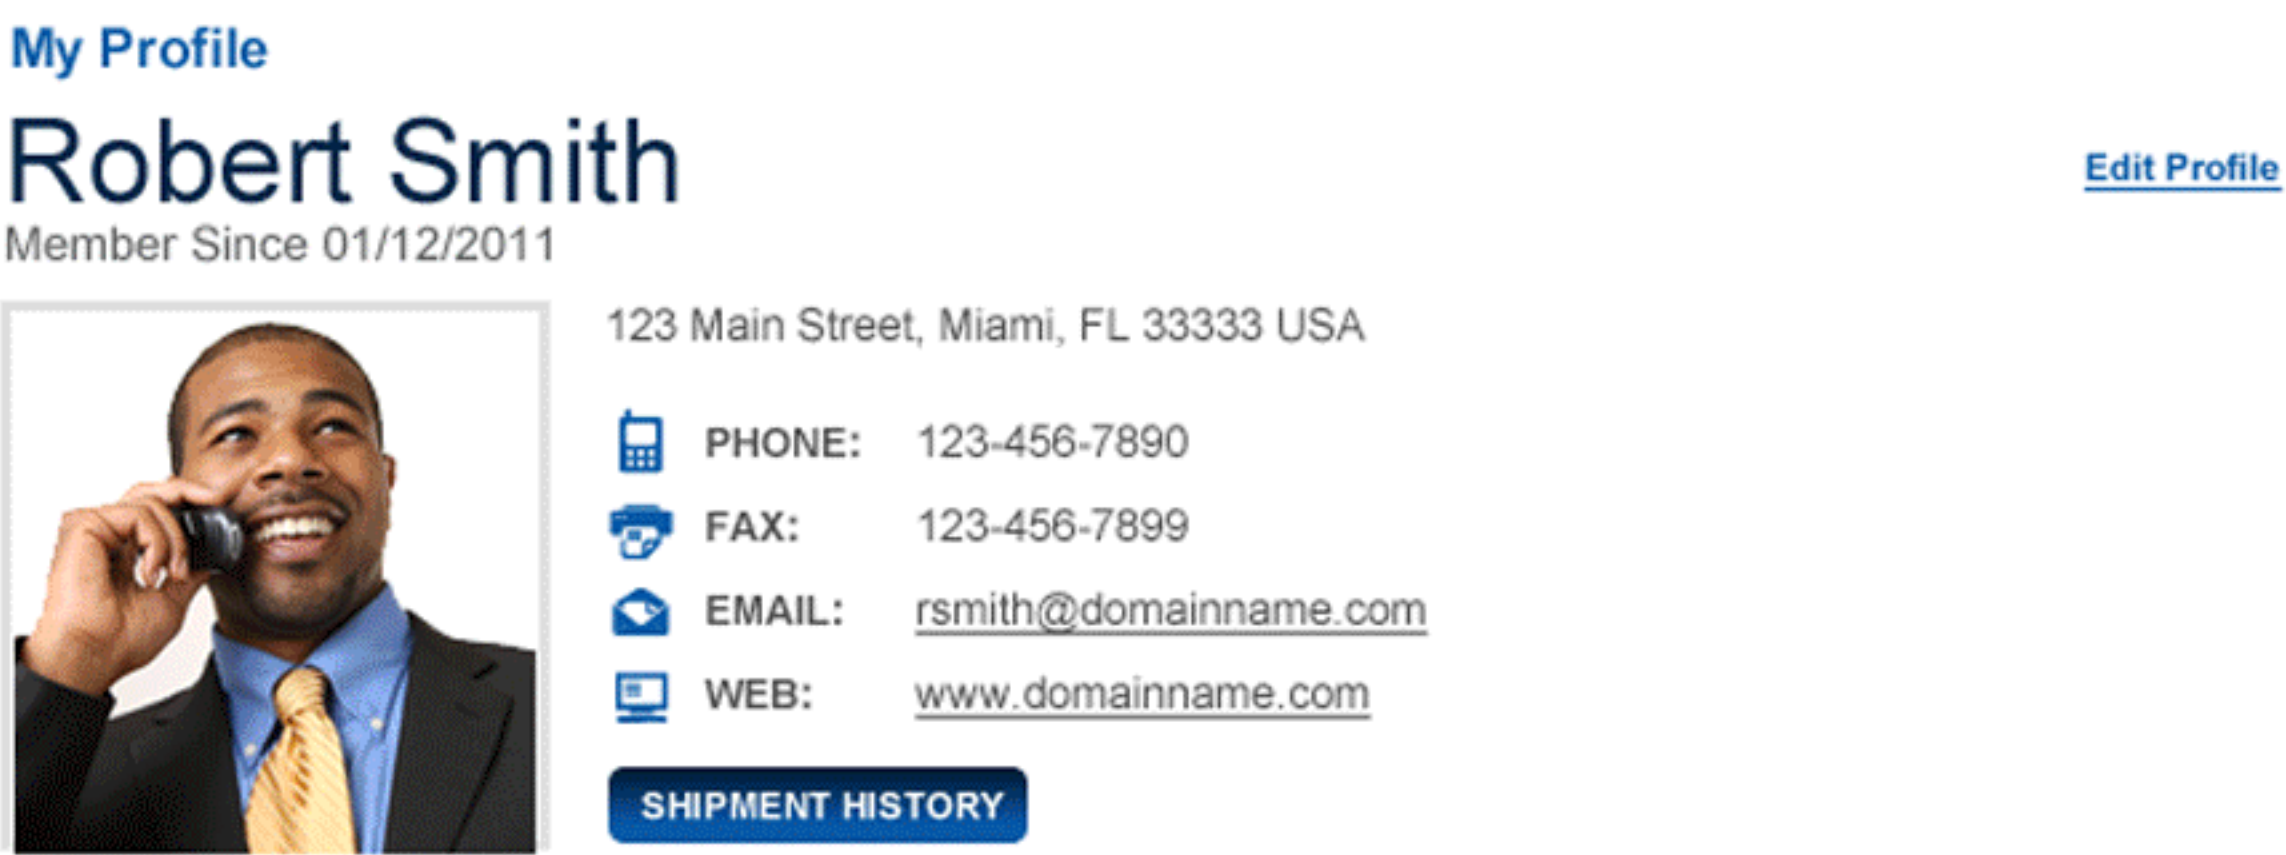 My Profile
Robert Smith
Edit Profile
Member Since 01/12/2011
123 Main Street, Miami, FL 33333 USA
PHONE: 123-456-7890
FAX: 123-456-7899
EMAIL: rsmith@domainname.com
WEB: www.domainname.com
SHIPMENT HISTORY